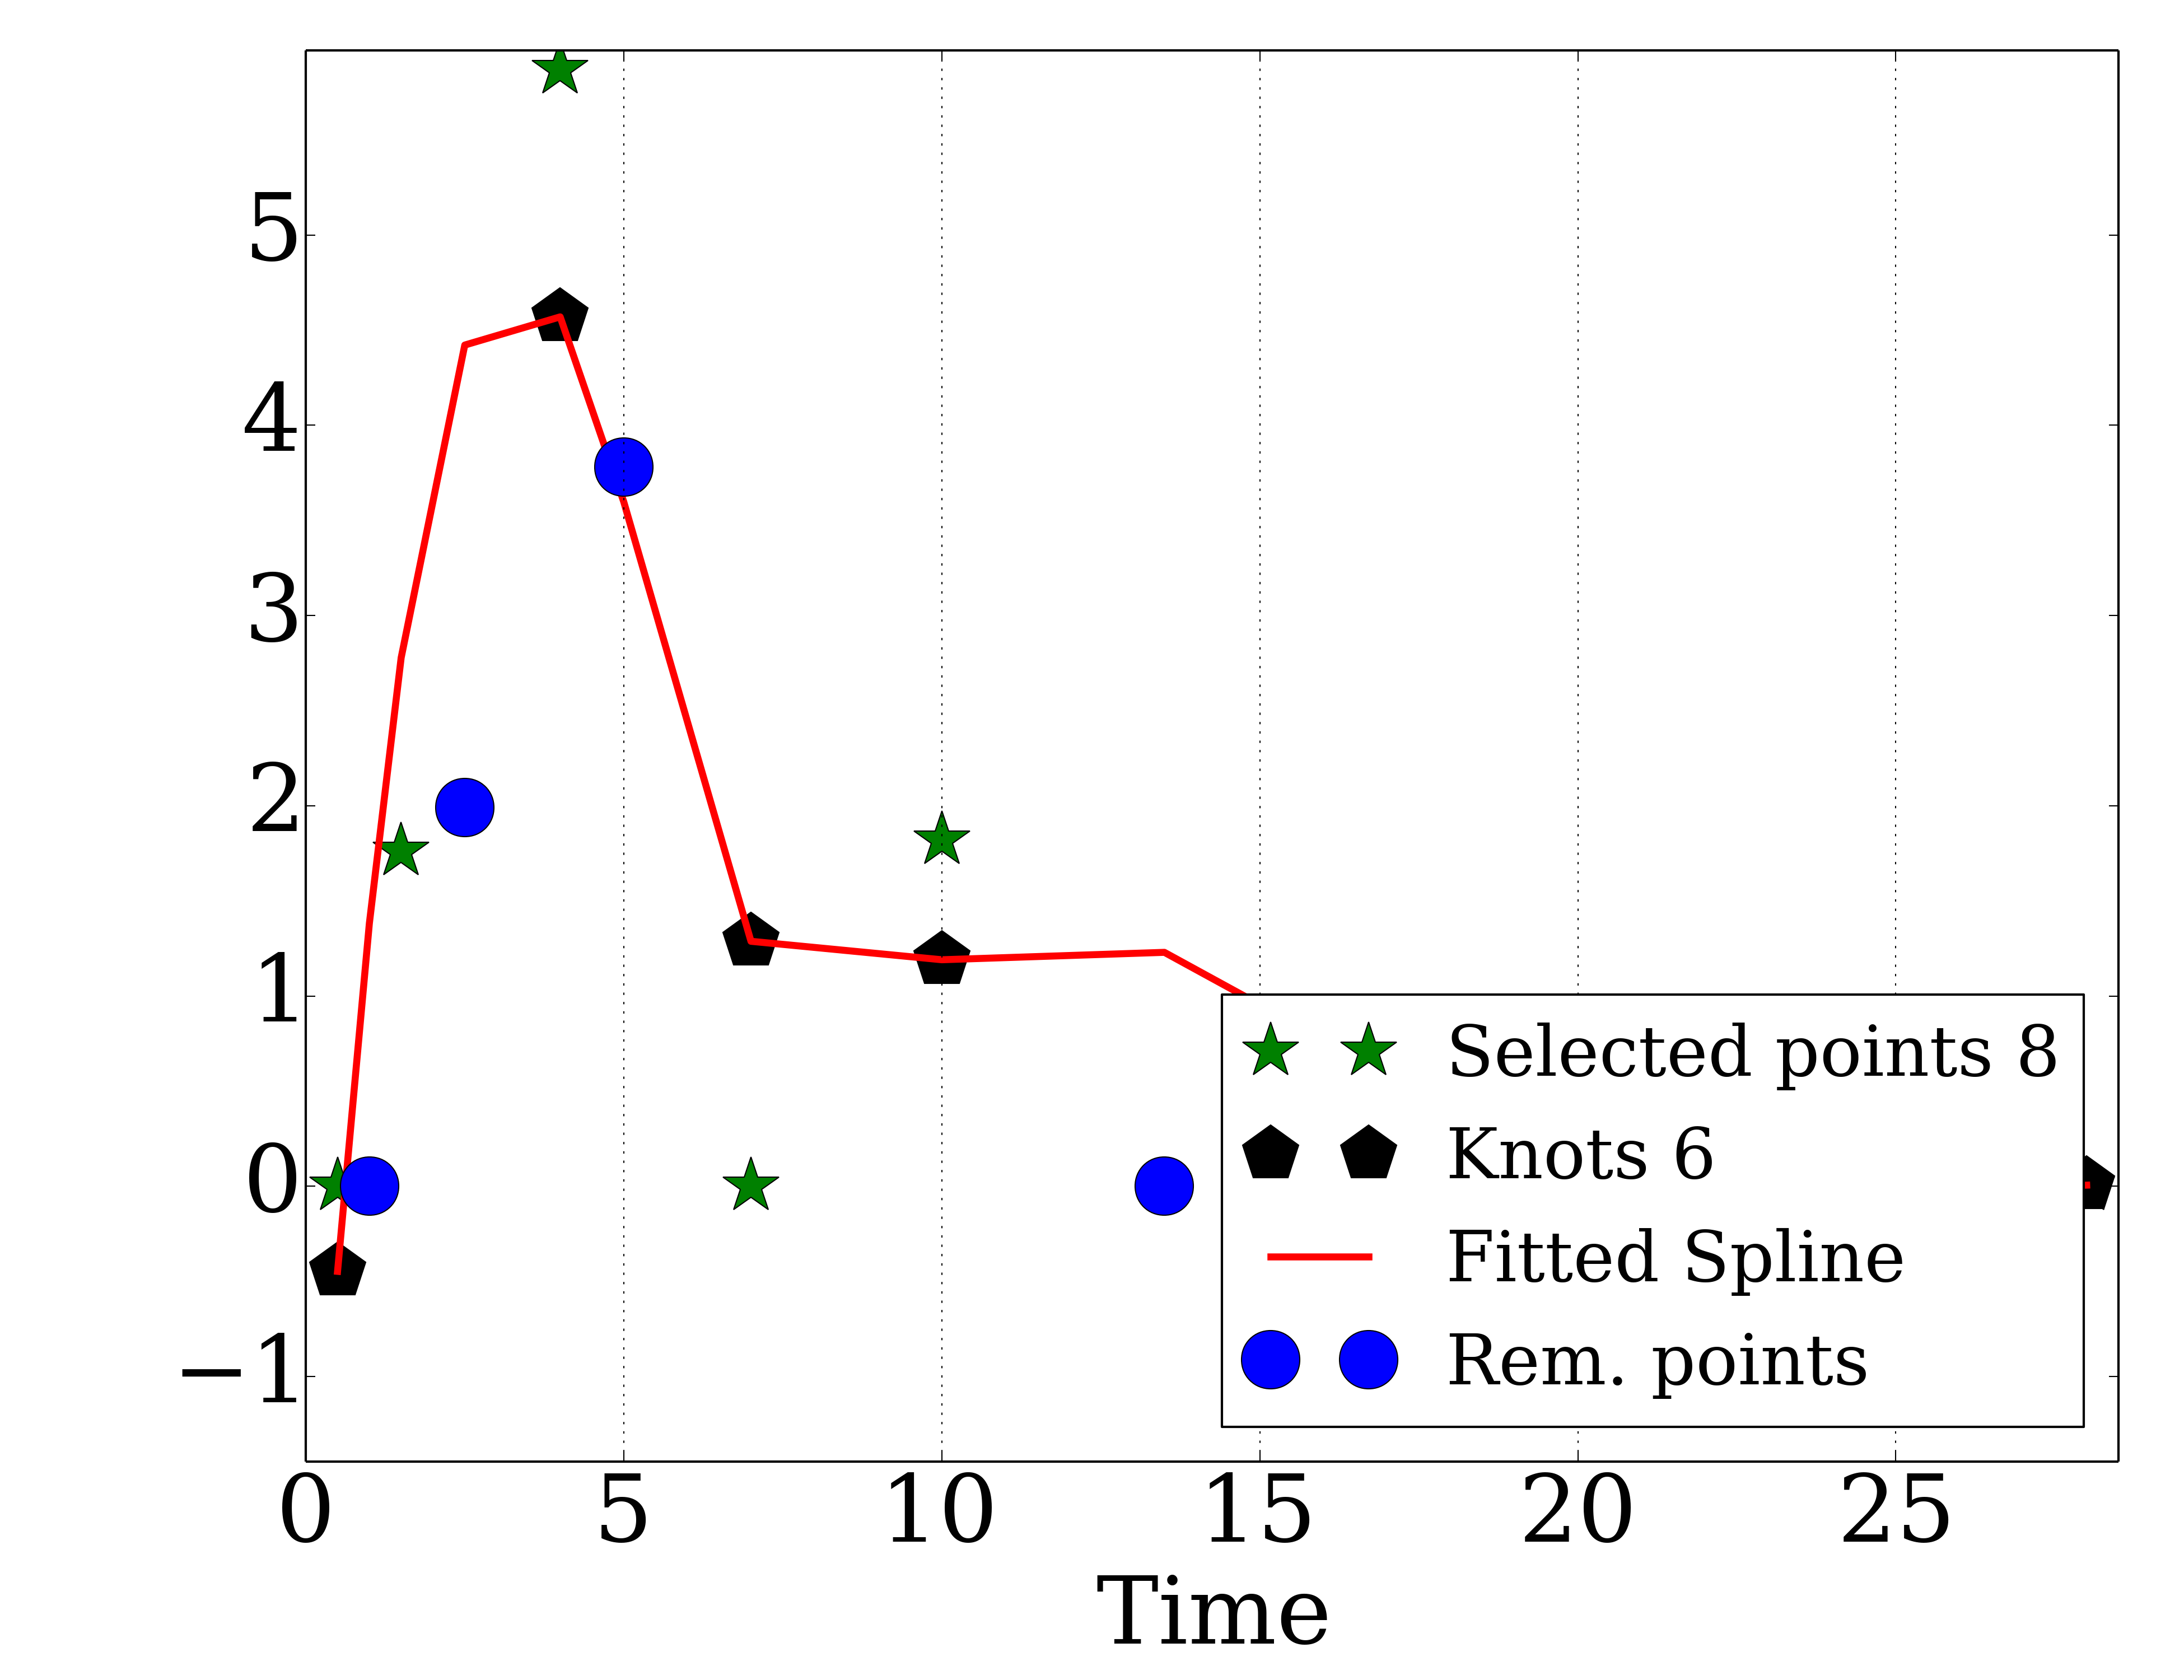 5
4
3
2
1
0
−1
Selected points 8
Knots 6
Fitted Spline
Rem. points
0 5 10 15 20 25
Time